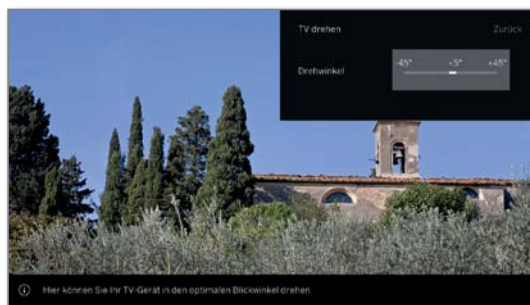 TV drehen Zurück
-45° +5° +45°
Drehwinkel
Hier können Sie Ihr TV-Gerät in den optimalen Blickwinkel drehen.